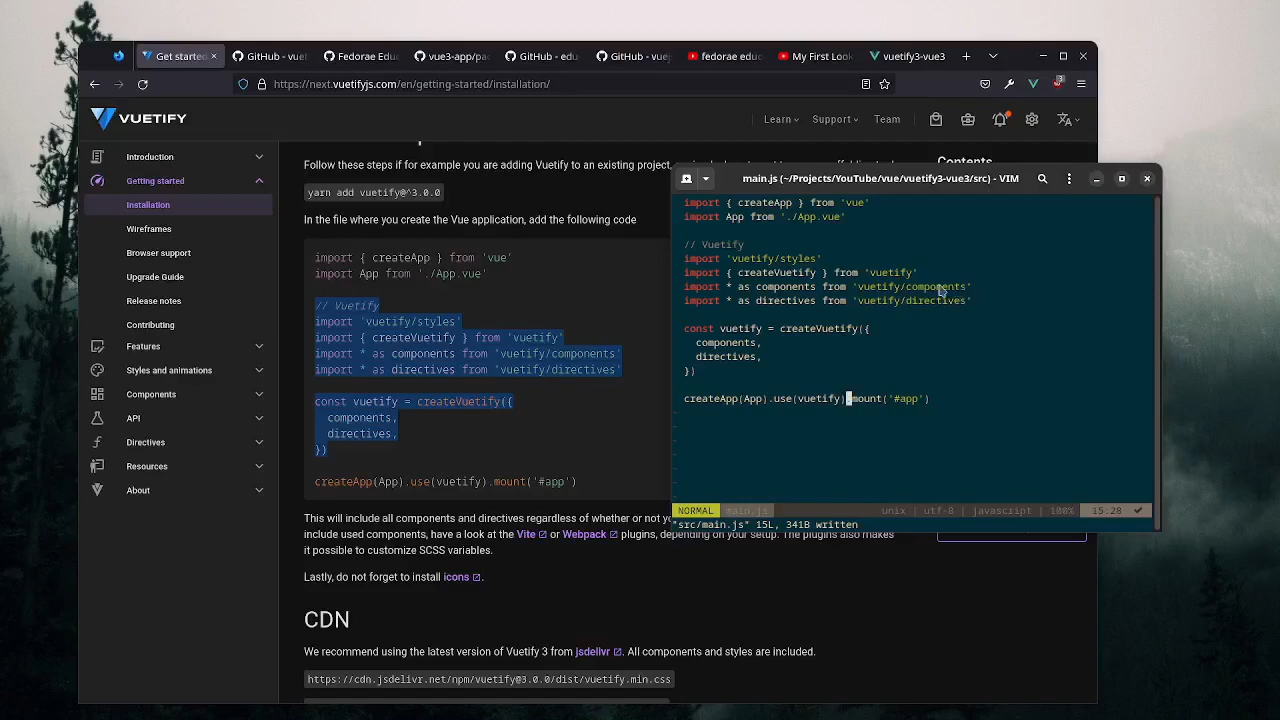 Get started
GitHub - vuet
Fedorae Edu
vue3-app/pac
GitHub - edu
GitHub - vuej
fedorae educ
My First Look
vuetify3-vue3
https://next.vuetifyjs.com/en/getting-started/installation/
3
VUETIFY
Learn
Support
Team
Introduction
Getting started
Installation
Wireframes
Browser support
Upgrade Guide
Release notes
Contributing
Features
Styles and animations
Components
API
Directives
Resources
About
Follow these steps if for example you are adding Vuetify to an existing project,
yarn add vuetify@^3.0.0
In the file where you create the Vue application, add the following code
import { createApp } from 'vue'
import App from './App.vue'
// Vuetify
import 'vuetify/styles'
import { createVuetify } from 'vuetify'
import * as components from 'vuetify/components'
import * as directives from 'vuetify/directives'
const vuetify = createVuetify({
components,
directives,
})
createApp(App).use(vuetify).mount('#app')
This will include all components and directives regardless of whether or not yo
include used components, have a look at the Vite or Webpack plugins, depending on your setup. The plugins also makes
it possible to customize SCSS variables.
Lastly, do not forget to install icons.
CDN
We recommend using the latest version of Vuetify 3 from jsdelivr. All components and styles are included.
https://cdn.jsdelivr.net/npm/vuetify@3.0.0/dist/vuetify.min.css
Contents
main.js (~/Projects/YouTube/vue/vuetify3-vue3/src) - VIM
import { createApp } from 'vue'
import App from './App.vue'
// Vuetify
import 'vuetify/styles'
import { createVuetify } from 'vuetify'
import * as components from 'vuetify/components'
import * as directives from 'vuetify/directives'
const vuetify = createVuetify({
components,
directives,
})
createApp(App).use(vuetify).mount('#app')
~
~
~
~
~
~
~
NORMAL main.js unix | utf-8 | javascript | 100% 15:28 ✔
"src/main.js" 15L, 341B written